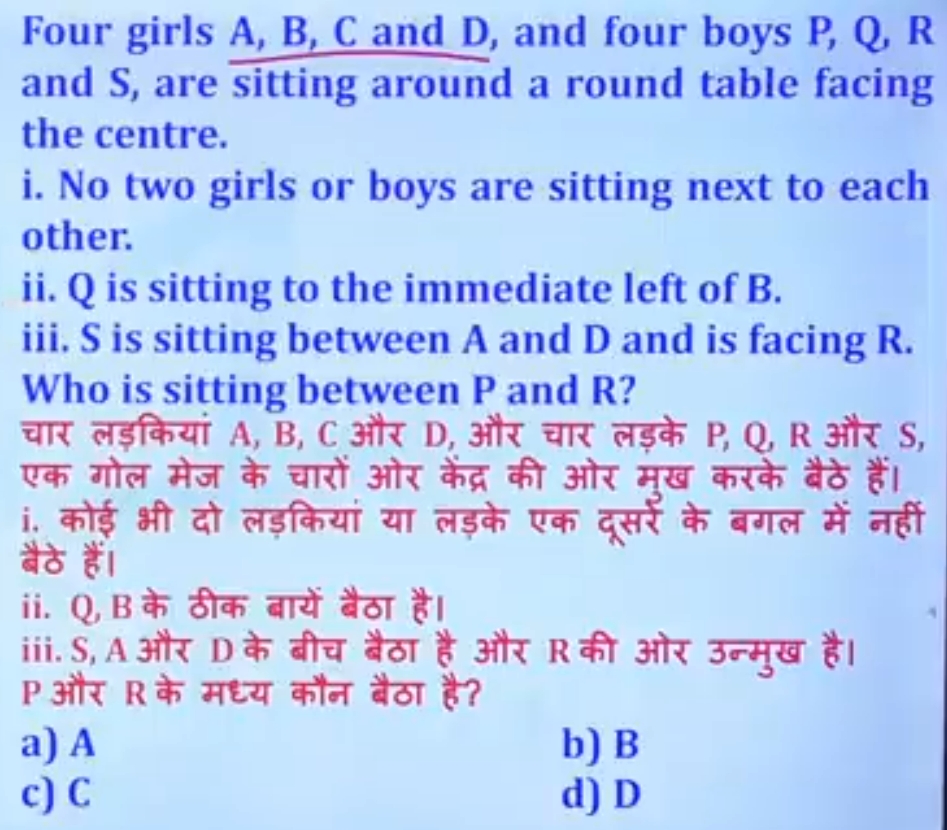 Four girls A, B, C and D, and four boys P, Q, R
and S, are sitting around a round table facing
the centre.
i. No two girls or boys are sitting next to each
other.
ii. Q is sitting to the immediate left of B.
iii. S is sitting between A and D and is facing R.
Who is sitting between P and R?
चार लड़कियां A, B, C और D, और चार लड़के P, Q, R और S,
एक गोल मेज के चारों ओर केंद्र की ओर मुख करके बैठे हैं।
i. कोई भी दो लड़कियां या लड़के एक दूसरे के बगल में नहीं
बैठे हैं।
ii. Q, B के ठीक बायें बैठा है।
iii. S, A और D के बीच बैठा है और R की ओर उन्मुख है।
P और R के मध्य कौन बैठा है?
a) A b) B
c) C d) D